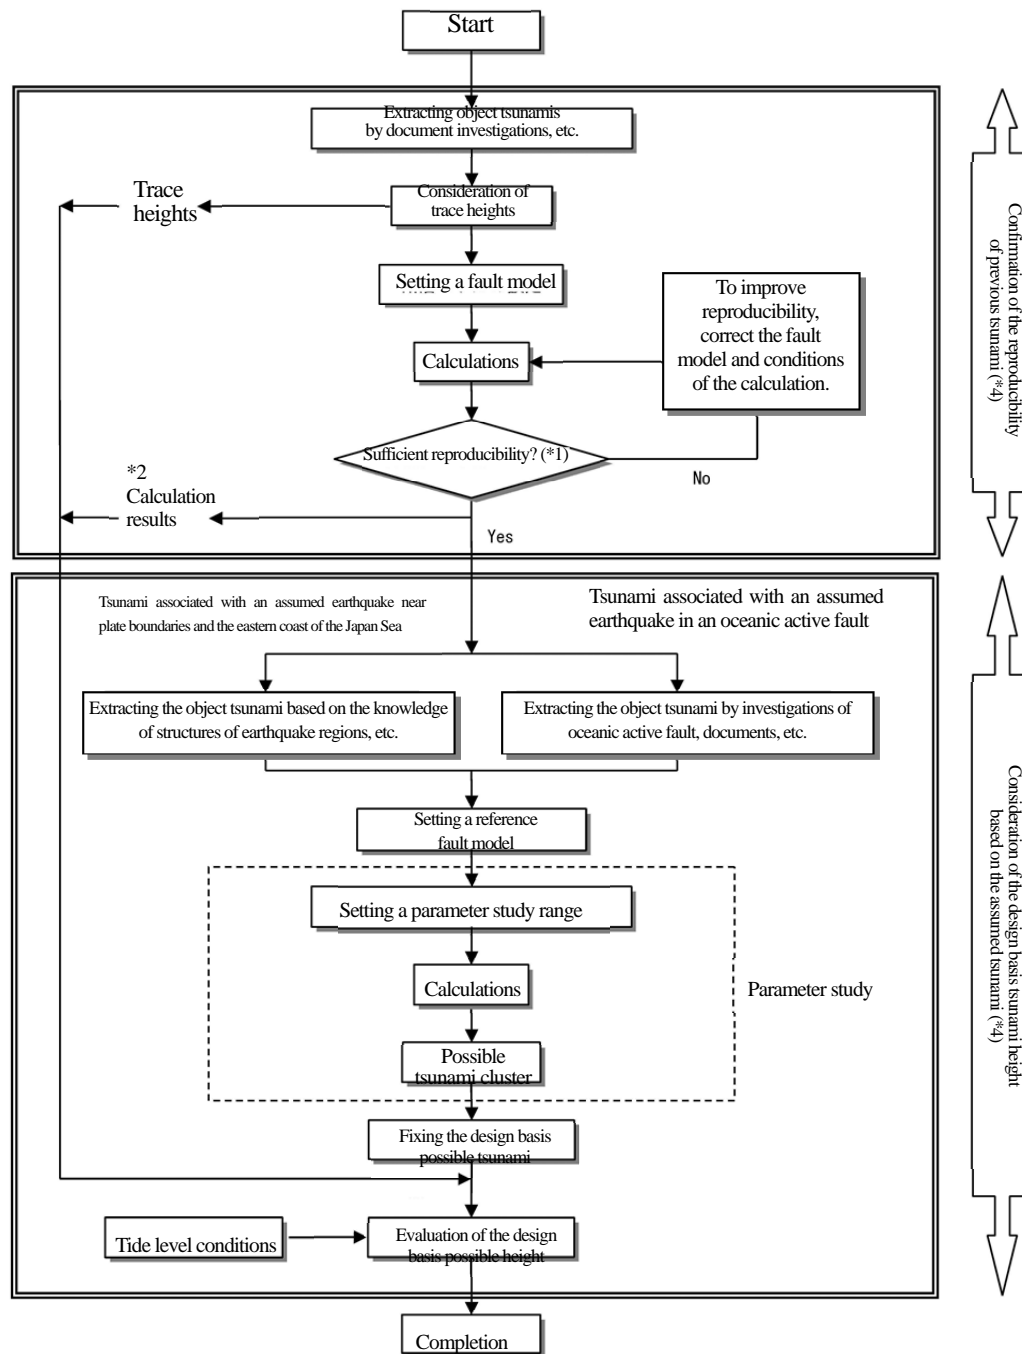 Start
Extracting object tsunamis
by document investigations, etc.
Trace
heights
Consideration of
trace heights
Setting a fault model
To improve
reproducibility,
correct the fault
model and conditions
of the calculation.
Calculations
Sufficient reproducibility? (*1)
No
*2
Calculation
results
Yes
Confirmation of the reproducibility
of previous tsunami (*4)
Tsunami associated with an assumed earthquake near
plate boundaries and the eastern coast of the Japan Sea
Tsunami associated with an assumed
earthquake in an oceanic active fault
Extracting the object tsunami based on the knowledge
of structures of earthquake regions, etc.
Extracting the object tsunami by investigations of
oceanic active fault, documents, etc.
Setting a reference
fault model
Setting a parameter study range
Calculations
Parameter study
Possible
tsunami cluster
Fixing the design basis
possible tsunami
Tide level conditions
Evaluation of the design
basis possible height
Consideration of the design basis tsunami height
based on the assumed tsunami (*4)
Completion